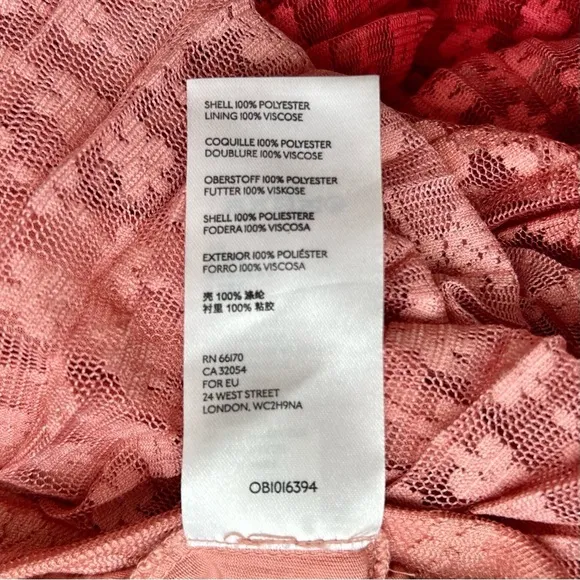 SHELL 100% POLYESTER
LINING 100% VISCOSE
COQUILLE 100% POLYESTER
DOUBLURE 100% VISCOSE
OBERSTOFF 100% POLYESTER
FUTTER 100% VISKOSE
SHELL 100% POLIESTERE
FODERA 100% VISCOSA
EXTERIOR 100% POLIÉSTER
FORRO 100% VISCOSA
壳 100% 涤纶
衬里 100% 粘胶
RN 66170
CA 32054
FOR EU
24 WEST STREET
LONDON, WC2H9NA
OB1016394